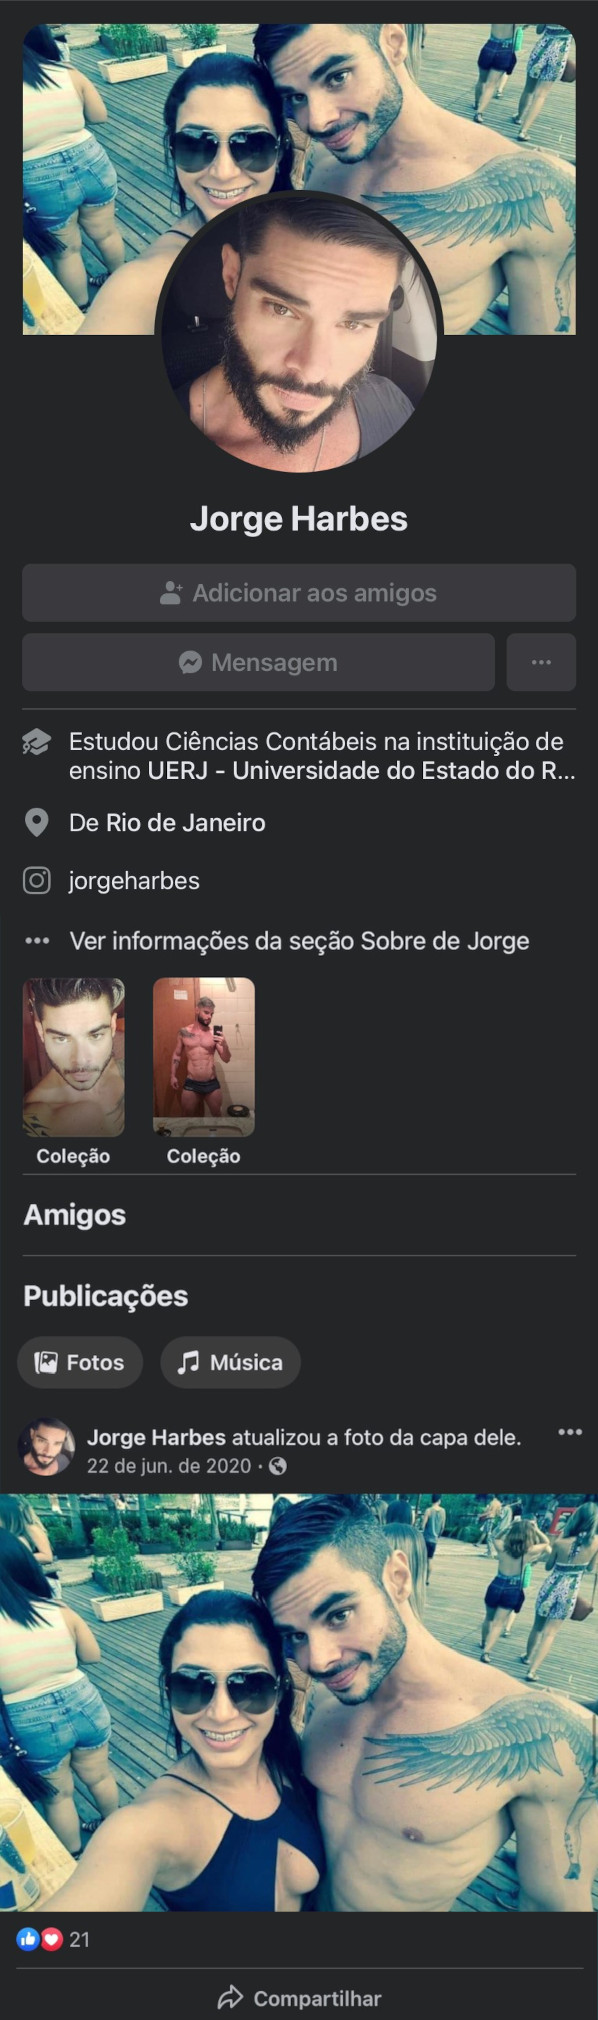 Jorge Harbes
Adicionar aos amigos
Mensagem
Estudou Ciências Contábeis na instituição de
ensino UERJ - Universidade do Estado do R...
De Rio de Janeiro
jorgeharbes
Ver informações da seção Sobre de Jorge
Coleção Coleção
Amigos
Publicações
Fotos Música
Jorge Harbes atualizou a foto da capa dele.
22 de jun. de 2020 ·
21
Compartilhar